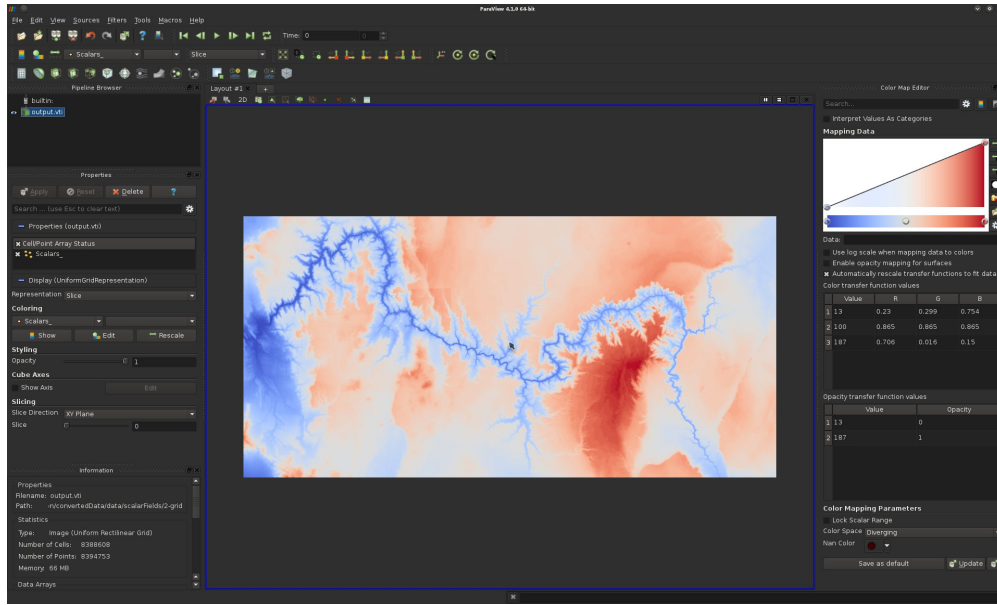 ParaView 4.1.0 64-bit
File Edit View Sources Filters Tools Macros Help
Time: 0 0
Scalars_ Slice
Pipeline Browser
Layout #1
Color Map Editor
builtin:
output.vti
2D
Search...
Interpret Values As Categories
Mapping Data
Properties
Apply Reset Delete ?
Search ... (use Esc to clear text)
Properties (output.vti)
Cell/Point Array Status
Scalars_
Display (UniformGridRepresentation)
Representation Slice
Coloring
Scalars_
Show Edit Rescale
Styling
Opacity 1
Cube Axes
Show Axis Edit
Slicing
Slice Direction XY Plane
Slice 0
Information
Properties
Filename: output.vti
Path: -n/convertedData/data/scalarFields/2-grid
Statistics
Type: Image (Uniform Rectilinear Grid)
Number of Cells: 8388608
Number of Points: 8394753
Memory: 66 MB
Data Arrays
Data:
Use log scale when mapping data to colors
Enable opacity mapping for surfaces
Automatically rescale transfer functions to fit data
Color transfer function values
Value R G B
1 13 0.23 0.299 0.754
2 100 0.865 0.865 0.865
3 187 0.706 0.016 0.15
Opacity transfer function values
Value Opacity
1 13 0
2 187 1
Color Mapping Parameters
Lock Scalar Range
Color Space Diverging
Nan Color
Save as default Update